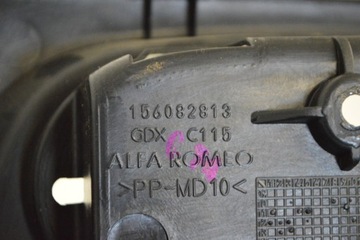 156082813
GDX C115
ALFA ROMEO
>PP-MD10<